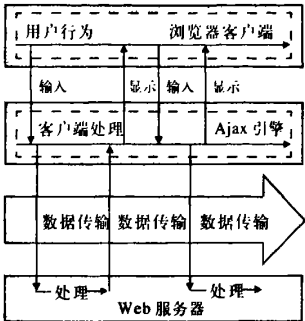 用户行为 浏览器客户端
输入 显示 输入 显示
客户端处理 Ajax 引擎
数据传输 数据传输 数据传输
处理 处理
Web 服务器